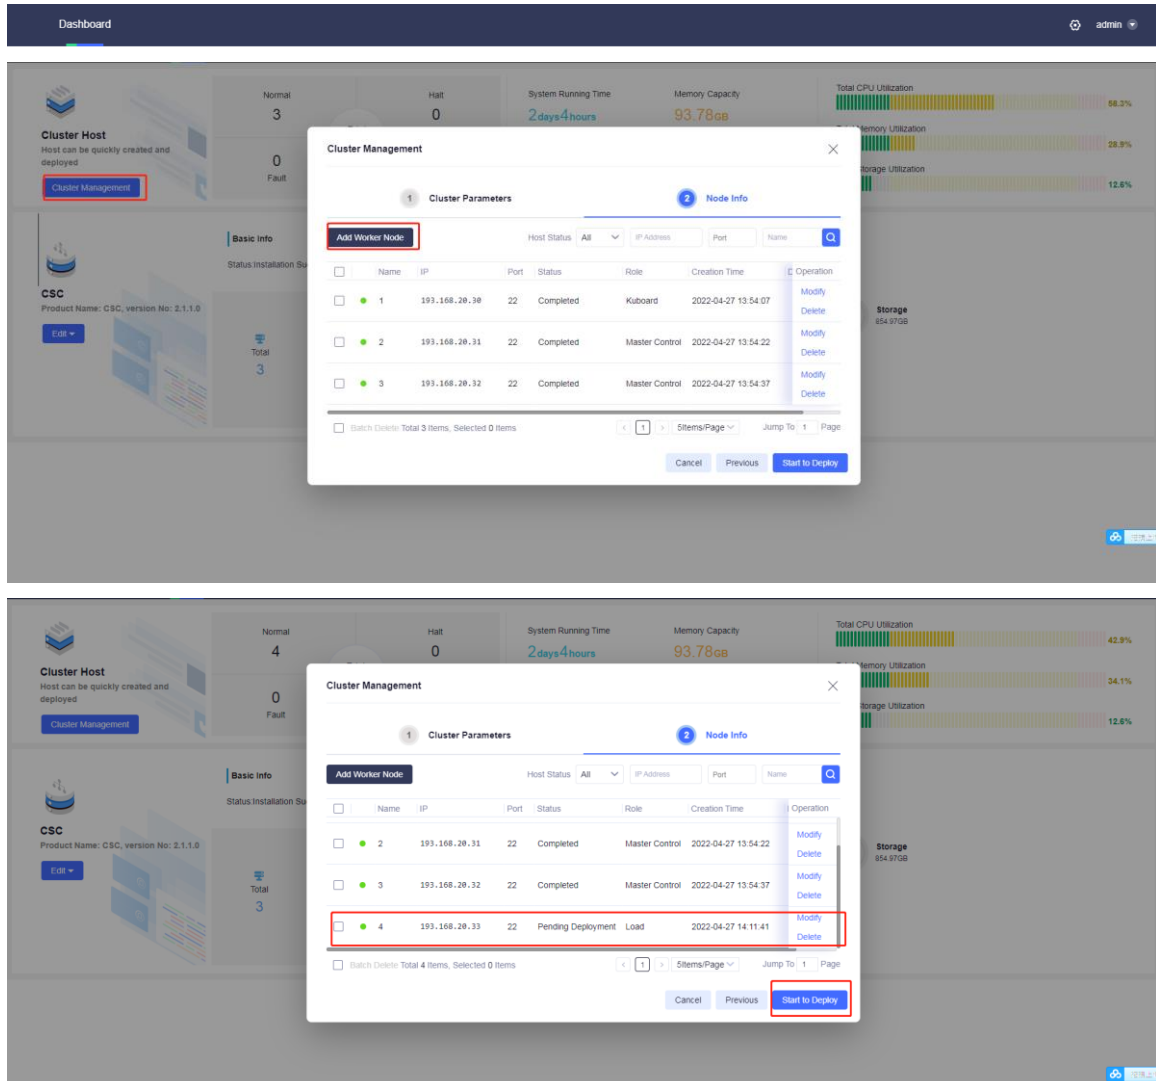 Dashboard
admin
Cluster Host
Host can be quickly created and
deployed
Cluster Management
Normal
3
Halt
0
0
Fault
System Running Time
2days4hours
Memory Capacity
93.78GB
Total CPU Utilization
58.3%
Memory Utilization
28.9%
torage Utilization
12.6%
CSC
Product Name: CSC, version No: 2.1.1.0
Edit
Basic Info
Status:Installation Su
Total
3
Storage
854.97GB
Cluster Management
1 Cluster Parameters
2 Node Info
Add Worker Node
Host Status All IP Address Port Name
Name IP Port Status Role Creation Time Operation
1 193.168.20.30 22 Completed Kuboard 2022-04-27 13:54:07 Modify
Delete
2 193.168.20.31 22 Completed Master Control 2022-04-27 13:54:22 Modify
Delete
3 193.168.20.32 22 Completed Master Control 2022-04-27 13:54:37 Modify
Delete
Batch Delete Total 3 Items, Selected 0 Items
< 1 > 5Items/Page Jump To 1 Page
Cancel Previous Start to Deploy
Cluster Host
Host can be quickly created and
deployed
Cluster Management
Normal
4
Halt
0
0
Fault
System Running Time
2days4hours
Memory Capacity
93.78GB
Total CPU Utilization
42.9%
Memory Utilization
34.1%
torage Utilization
12.6%
CSC
Product Name: CSC, version No: 2.1.1.0
Edit
Basic Info
Status:Installation Su
Total
3
Storage
854.97GB
Cluster Management
1 Cluster Parameters
2 Node Info
Add Worker Node
Host Status All IP Address Port Name
Name IP Port Status Role Creation Time Operation
2 193.168.20.31 22 Completed Master Control 2022-04-27 13:54:22 Modify
Delete
3 193.168.20.32 22 Completed Master Control 2022-04-27 13:54:37 Modify
Delete
4 193.168.20.33 22 Pending Deployment Load 2022-04-27 14:11:41 Modify
Delete
Batch Delete Total 4 Items, Selected 0 Items
< 1 > 5Items/Page Jump To 1 Page
Cancel Previous Start to Deploy